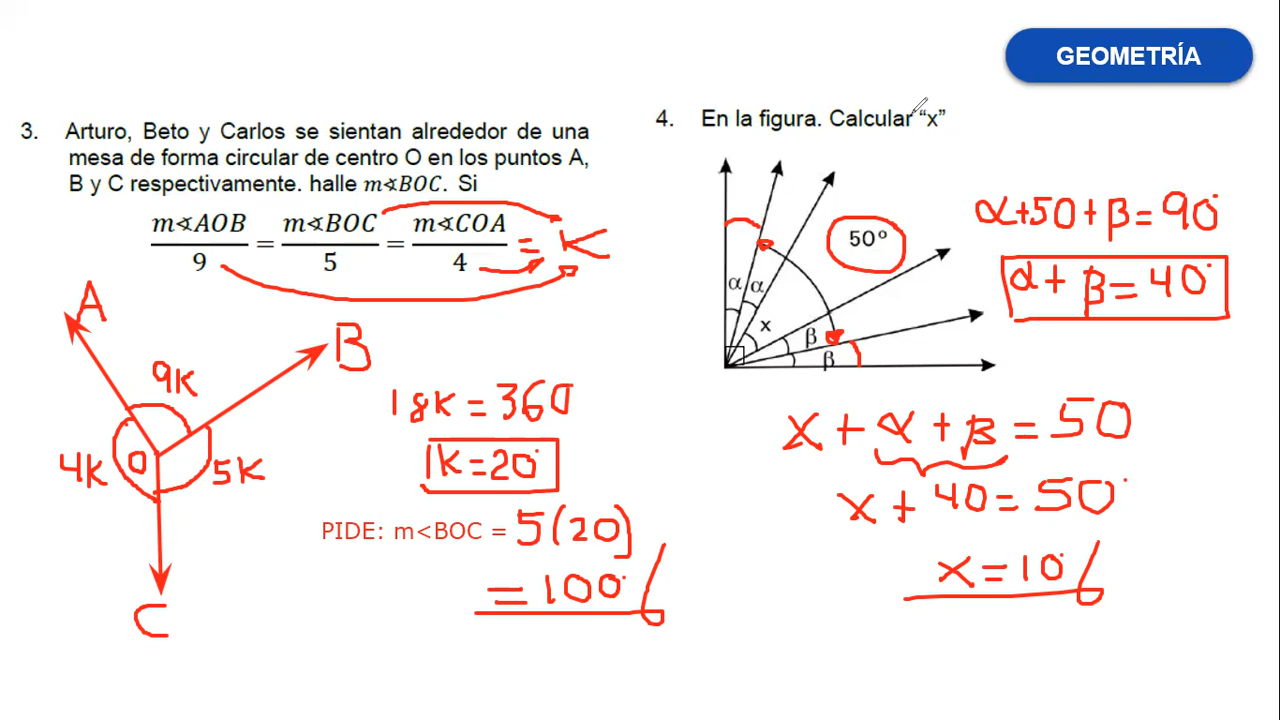 GEOMETRÍA
3. Arturo, Beto y Carlos se sientan alrededor de una
mesa de forma circular de centro O en los puntos A,
B y C respectivamente. halle m∢BOC. Si
m∢AOB / 9 = m∢BOC / 5 = m∢COA / 4 = K
A
B
9K
4K
O
5K
C
18K = 360
K = 20°
PIDE: m<BOC = 5(20)
= 100°
4. En la figura. Calcular “x”
50°
α α
x
β
β
α+50+β=90°
α+β=40°
x+α+β=50
x+40=50°
x=10°